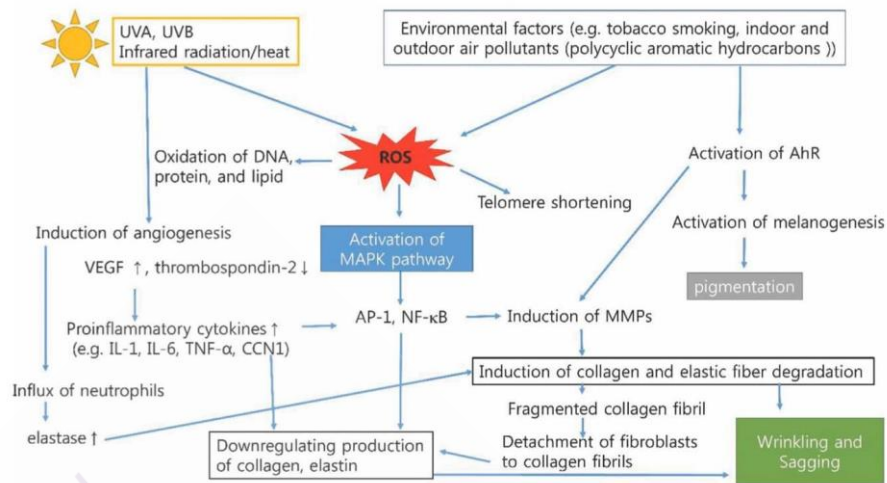 UVA, UVB
Infrared radiation/heat
Environmental factors (e.g. tobacco smoking, indoor and
outdoor air pollutants (polycyclic aromatic hydrocarbons ))
Oxidation of DNA,
protein, and lipid
ROS
Activation of AhR
Telomere shortening
Induction of angiogenesis
Activation of
MAPK pathway
Activation of melanogenesis
VEGF ↑, thrombospondin-2↓
pigmentation
Proinflammatory cytokines ↑
(e.g. IL-1, IL-6, TNF-α, CCN1)
AP-1, NF-κB
Induction of MMPs
Induction of collagen and elastic fiber degradation
Influx of neutrophils
Fragmented collagen fibril
elastase ↑
Downregulating production
of collagen, elastin
Detachment of fibroblasts
to collagen fibrils
Wrinkling and
Sagging